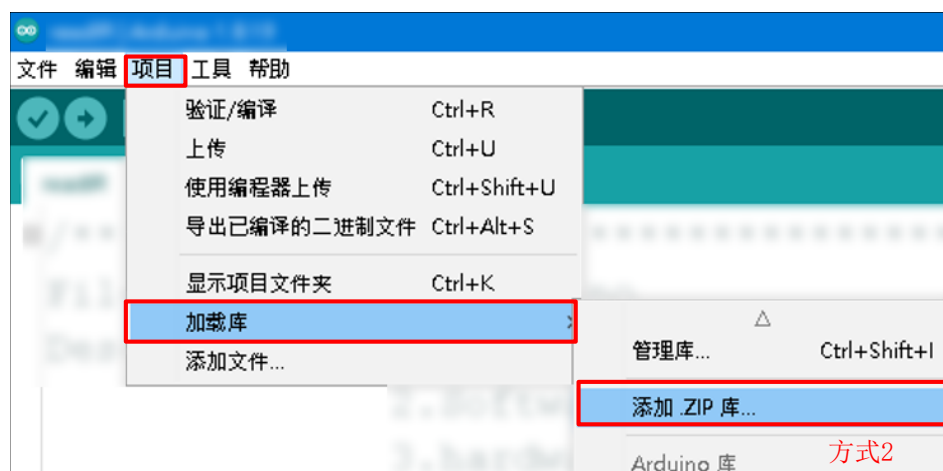 文件 编辑 项目 工具 帮助
验证/编译 Ctrl+R
上传 Ctrl+U
使用编程器上传 Ctrl+Shift+U
导出已编译的二进制文件 Ctrl+Alt+S
显示项目文件夹 Ctrl+K
加载库
管理库... Ctrl+Shift+I
添加文件...
添加 .ZIP 库...
Arduino 库
方式2